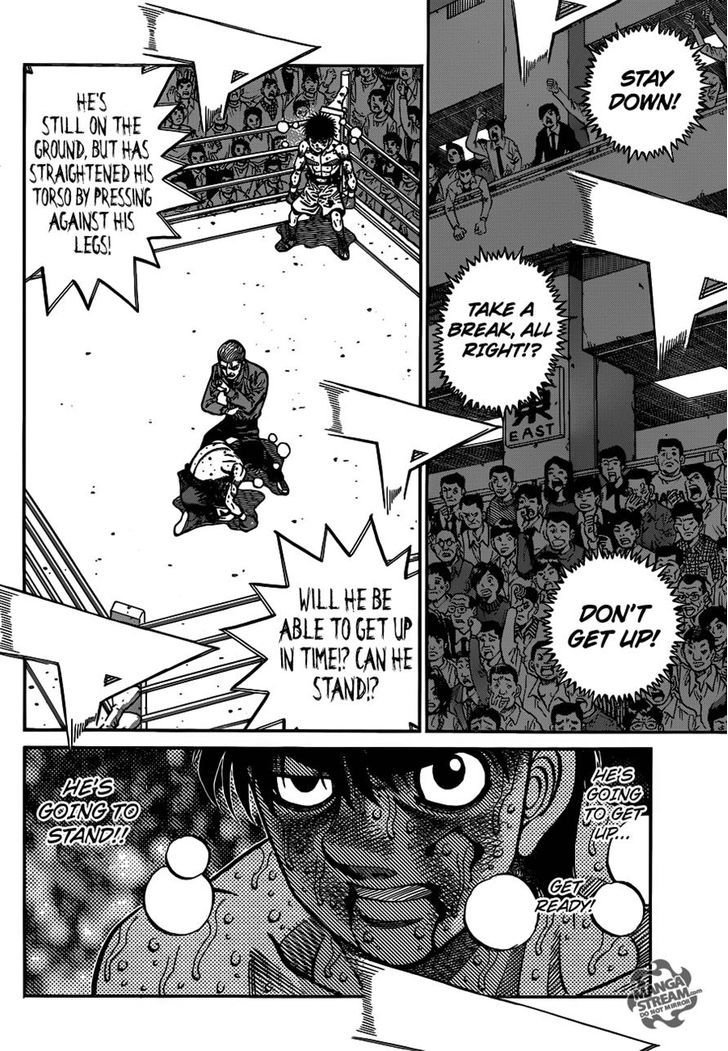 STAY
DOWN!
TAKE A
BREAK, ALL
RIGHT!?
EAST
DON'T
GET UP!
HE'S
STILL ON THE
GROUND, BUT HAS
STRAIGHTENED HIS
TORSO BY PRESSING
AGAINST HIS
LEGS!
WILL HE BE
ABLE TO GET UP
IN TIME!? CAN HE
STAND!?
HE'S
GOING
TO GET
UP...
GET
READY!
HE'S
GOING TO
STAND!!
MANGA
STREAM.com
DO NOT MIRROR